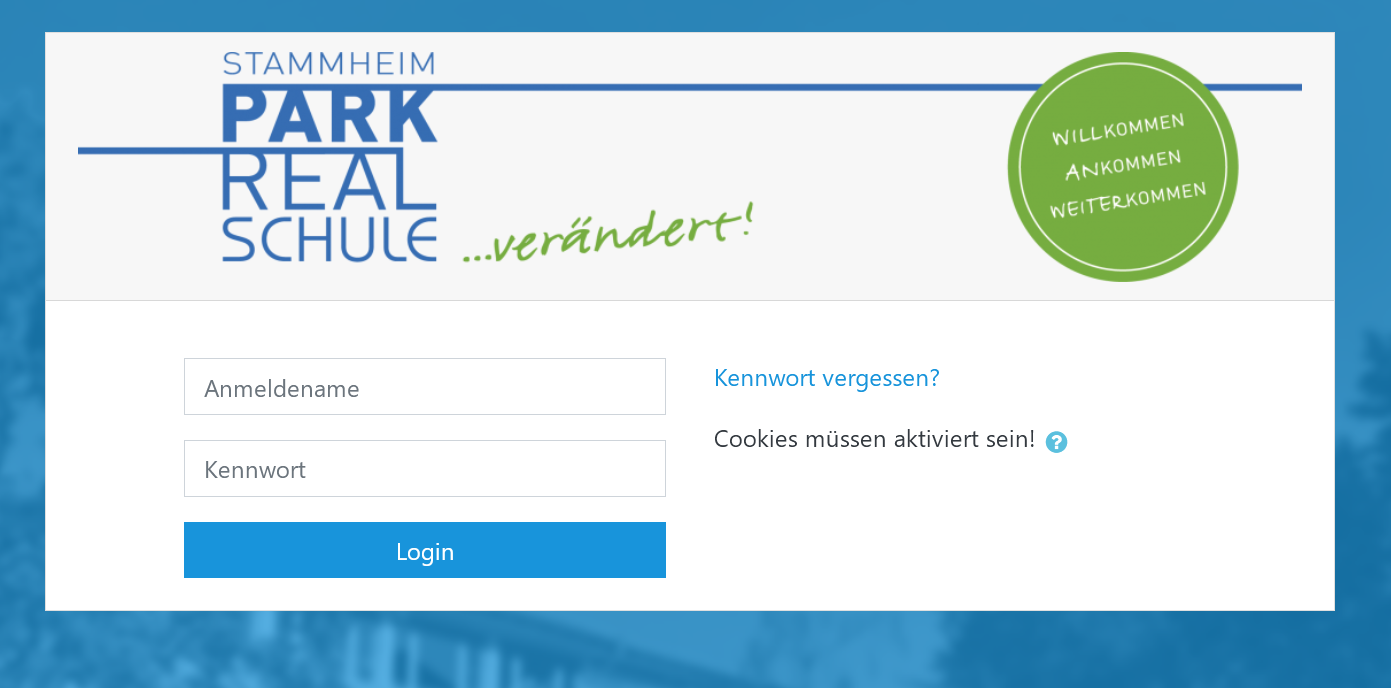 STAMMHEIM
PARK
REAL
SCHULE
...verändert!
WILLKOMMEN
ANKOMMEN
WEITERKOMMEN
Anmeldename
Kennwort
Login
Kennwort vergessen?
Cookies müssen aktiviert sein! ?